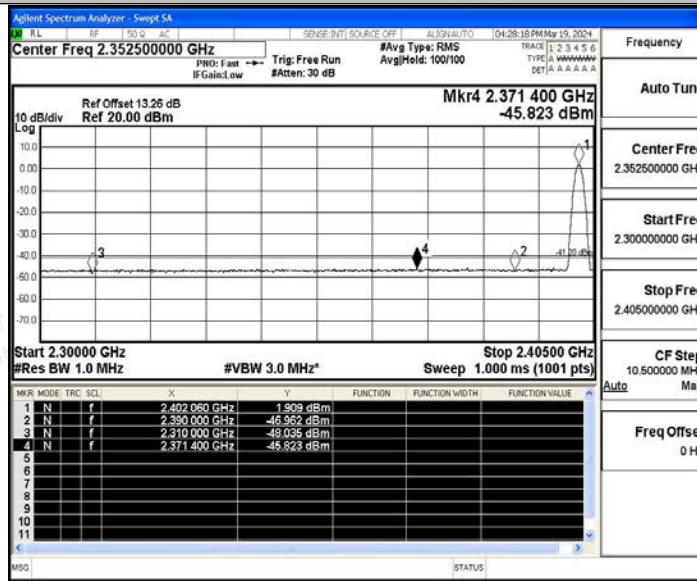 Agilent Spectrum Analyzer - Swept SA
RL RF 50 Ω AC SENSE:INT SOURCE OFF ALIGN AUTO 04:28:18 PM Mar 19, 2024
Center Freq 2.352500000 GHz
PNO: Fast
IFGain:Low
Trig: Free Run
#Atten: 30 dB
#Avg Type: RMS
Avg|Hold: 100/100
TRACE 1 2 3 4 5 6
TYPE A WWWWW
DET A A A A A A
Mkr4 2.371 400 GHz
-45.823 dBm
Ref Offset 13.26 dB
10 dB/div Ref 20.00 dBm
Log
10.0
0.00
-10.0
-20.0
-30.0
-40.0
-50.0
-60.0
-70.0
1
3
4
2
-41.20 dBm
Start 2.30000 GHz Stop 2.40500 GHz
#Res BW 1.0 MHz #VBW 3.0 MHz* Sweep 1.000 ms (1001 pts)
MKR MODE TRC SCL X Y FUNCTION FUNCTION WIDTH FUNCTION VALUE
1 N f 2.402 060 GHz 1.909 dBm
2 N f 2.390 000 GHz -46.962 dBm
3 N f 2.310 000 GHz -48.035 dBm
4 N f 2.371 400 GHz -45.823 dBm
5
6
7
8
9
10
11
MSG STATUS
Frequency
Auto Tun
Center Fre
2.352500000 GH
Start Fre
2.300000000 GH
Stop Fre
2.405000000 GH
CF Step
10.500000 MH
Auto Ma
Freq Offse
0 H